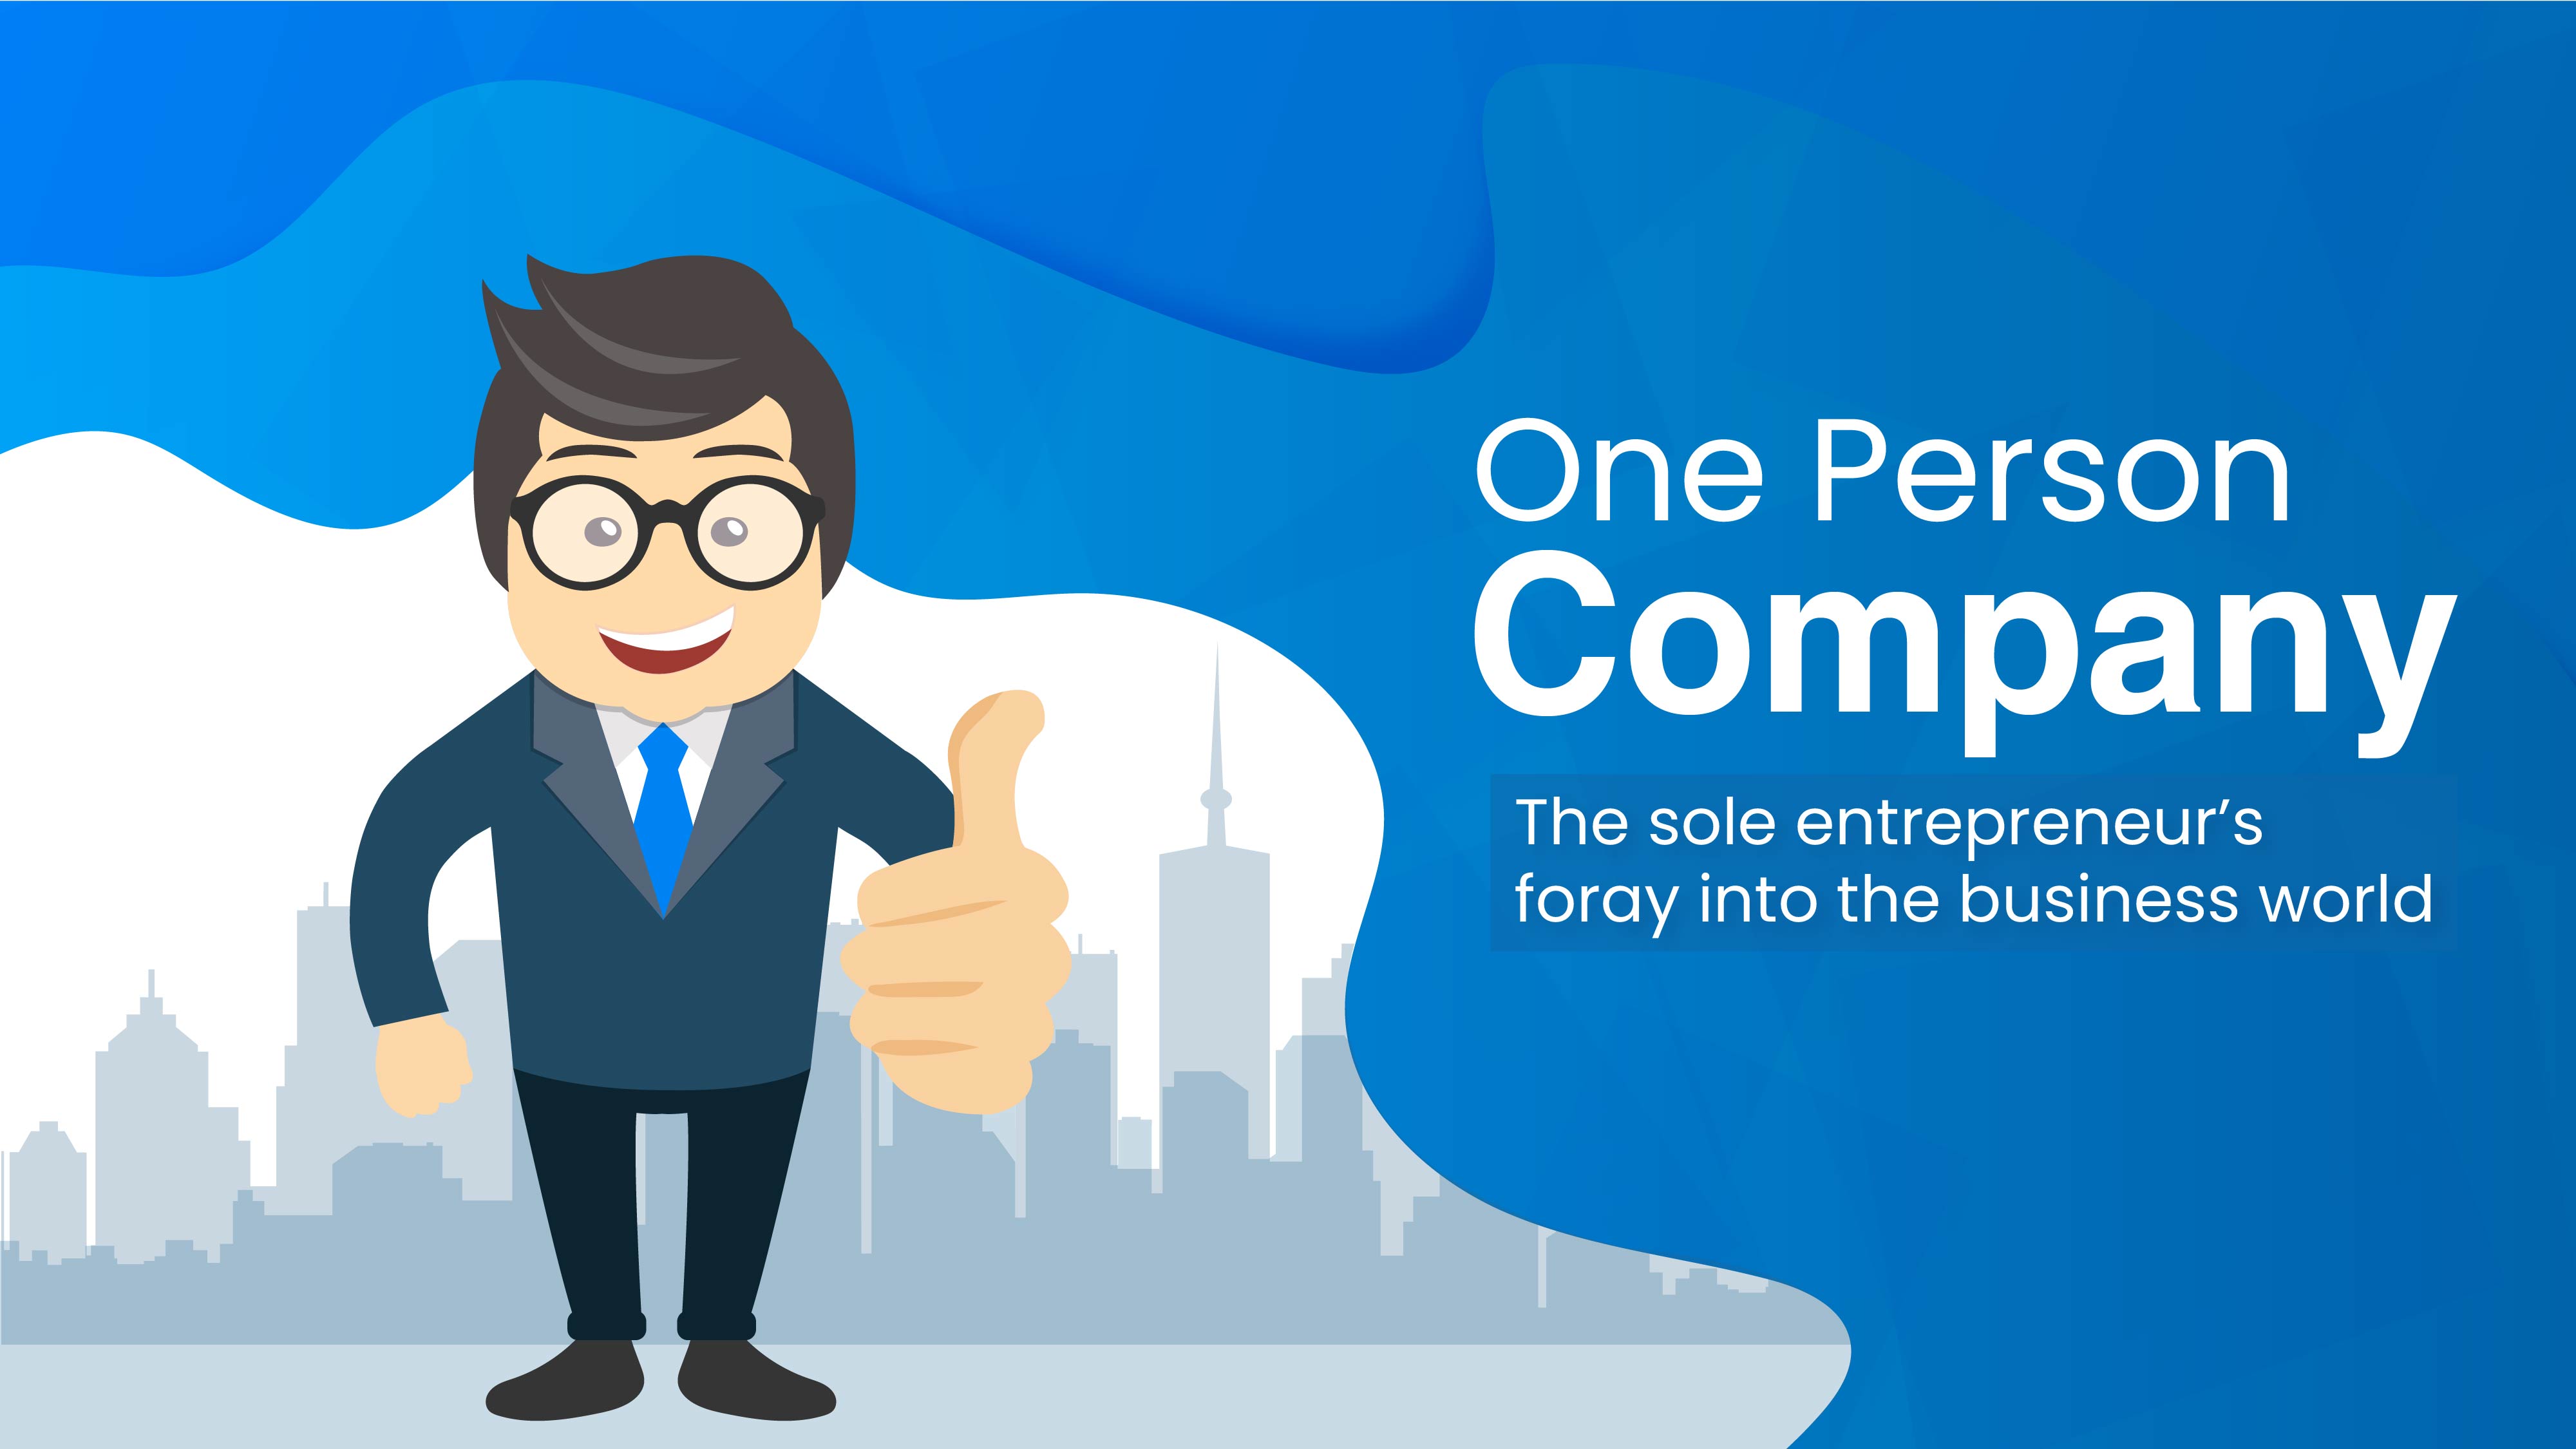 One Person
Company
The sole entrepreneur’s
foray into the business world